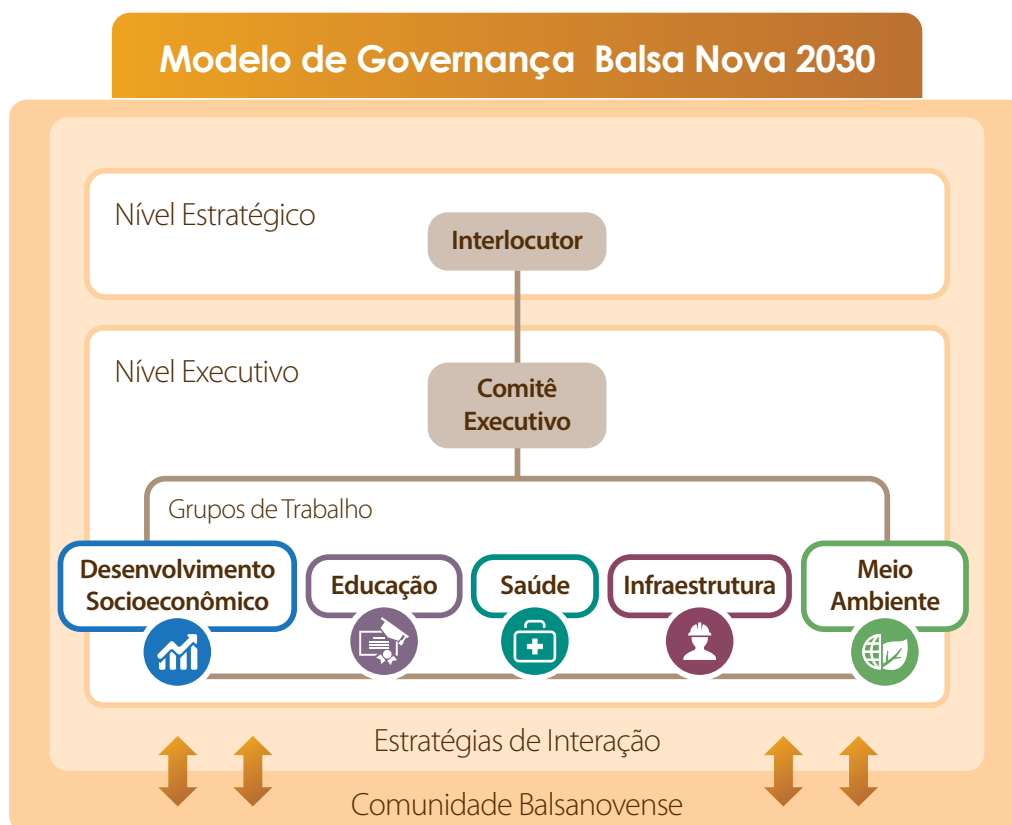 Modelo de Governança Balsa Nova 2030
Nível Estratégico
Interlocutor
Nível Executivo
Comitê
Executivo
Grupos de Trabalho
Desenvolvimento
Socioeconômico
Educação
Saúde
Infraestrutura
Meio
Ambiente
Estratégias de Interação
Comunidade Balsanovense